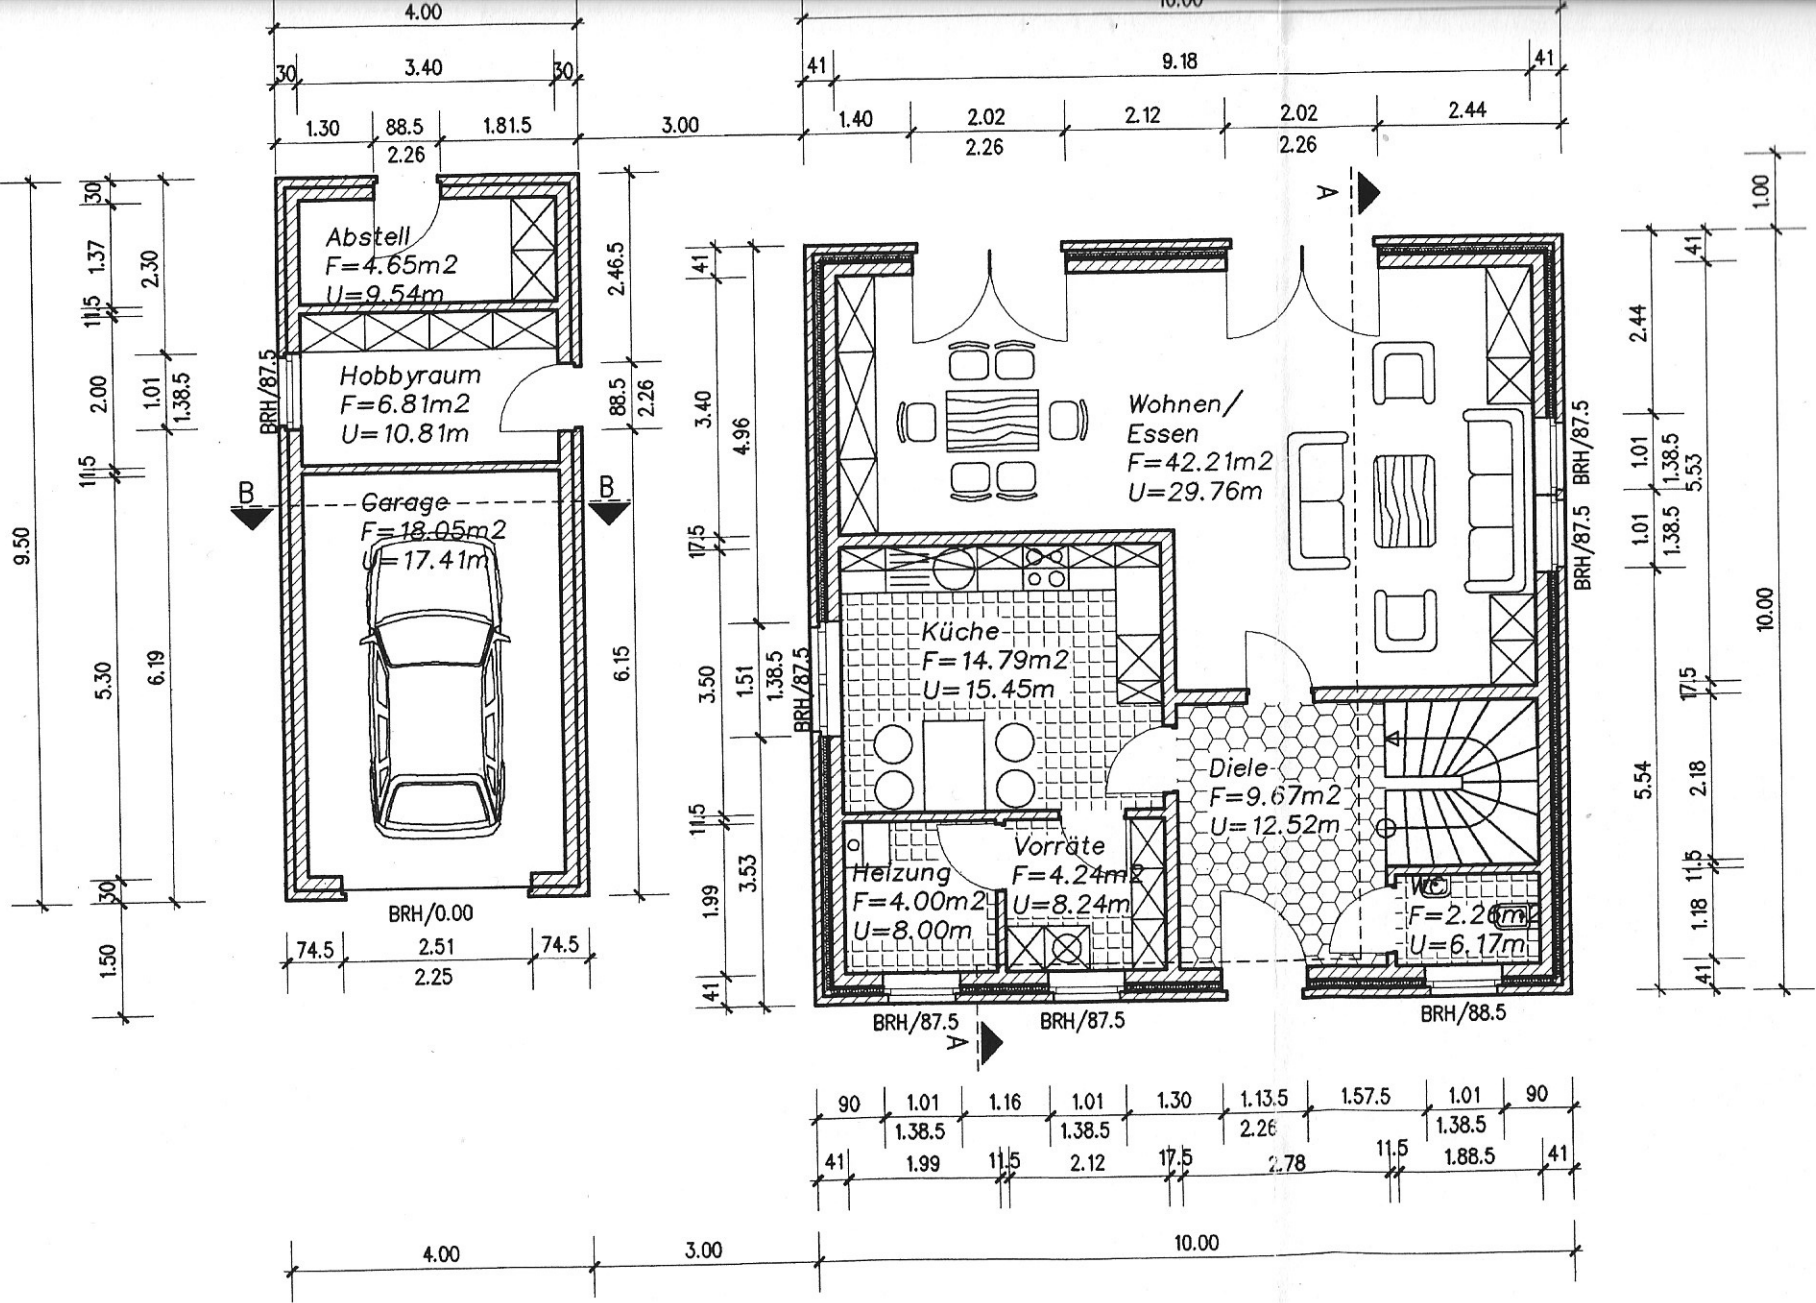 4.00
10.00
30
3.40
30
41
9.18
41
1.30
88.5
1.81.5
2.26
3.00
1.40
2.02
2.26
2.12
2.02
2.26
2.44
30
1.37
11.5
2.00
11.5
5.30
30
1.50
9.50
2.30
1.01
1.38.5
6.19
BRH/87.5
Abstell
F=4.65m2
U=9.54m
Hobbyraum
F=6.81m2
U=10.81m
B
B
Garage
F=18.05m2
U=17.41m
BRH/0.00
74.5
2.51
2.25
74.5
2.46.5
88.5
2.26
6.15
41
3.40
17.5
3.50
11.5
1.99
41
4.96
1.51
1.38.5
3.53
BRH/87.5
A
Wohnen/
Essen
F=42.21m2
U=29.76m
Küche
F=14.79m2
U=15.45m
Diele
F=9.67m2
U=12.52m
Vorräte
F=4.24m2
U=8.24m
Heizung
F=4.00m2
U=8.00m
WC
F=2.26m2
U=6.17m
BRH/87.5
BRH/87.5
2.44
1.01
1.38.5
1.01
1.38.5
5.54
41
5.53
17.5
2.18
11.5
1.18
41
1.00
10.00
BRH/87.5
BRH/87.5
BRH/88.5
A
90
1.01
1.38.5
1.16
1.01
1.38.5
1.30
1.13.5
2.26
1.57.5
1.01
1.38.5
90
41
1.99
11.5
2.12
17.5
2.78
11.5
1.88.5
41
4.00
3.00
10.00